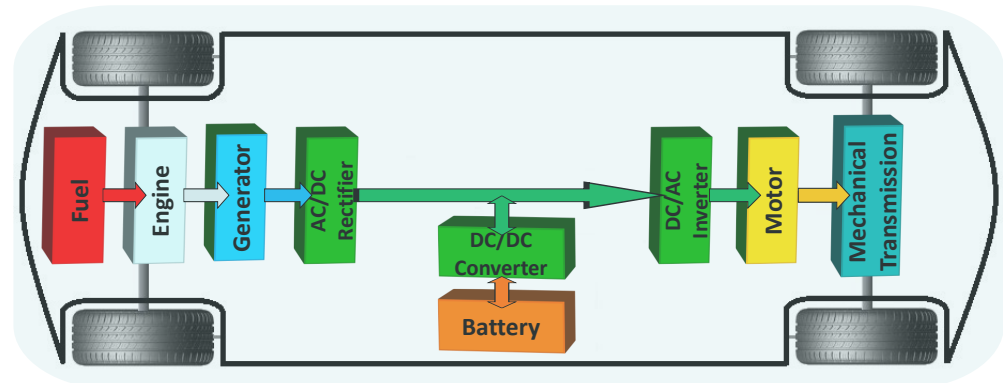 Fuel
Engine
Generator
AC/DC
Rectifier
DC/DC
Converter
Battery
DC/AC
Inverter
Motor
Mechanical
Transmission